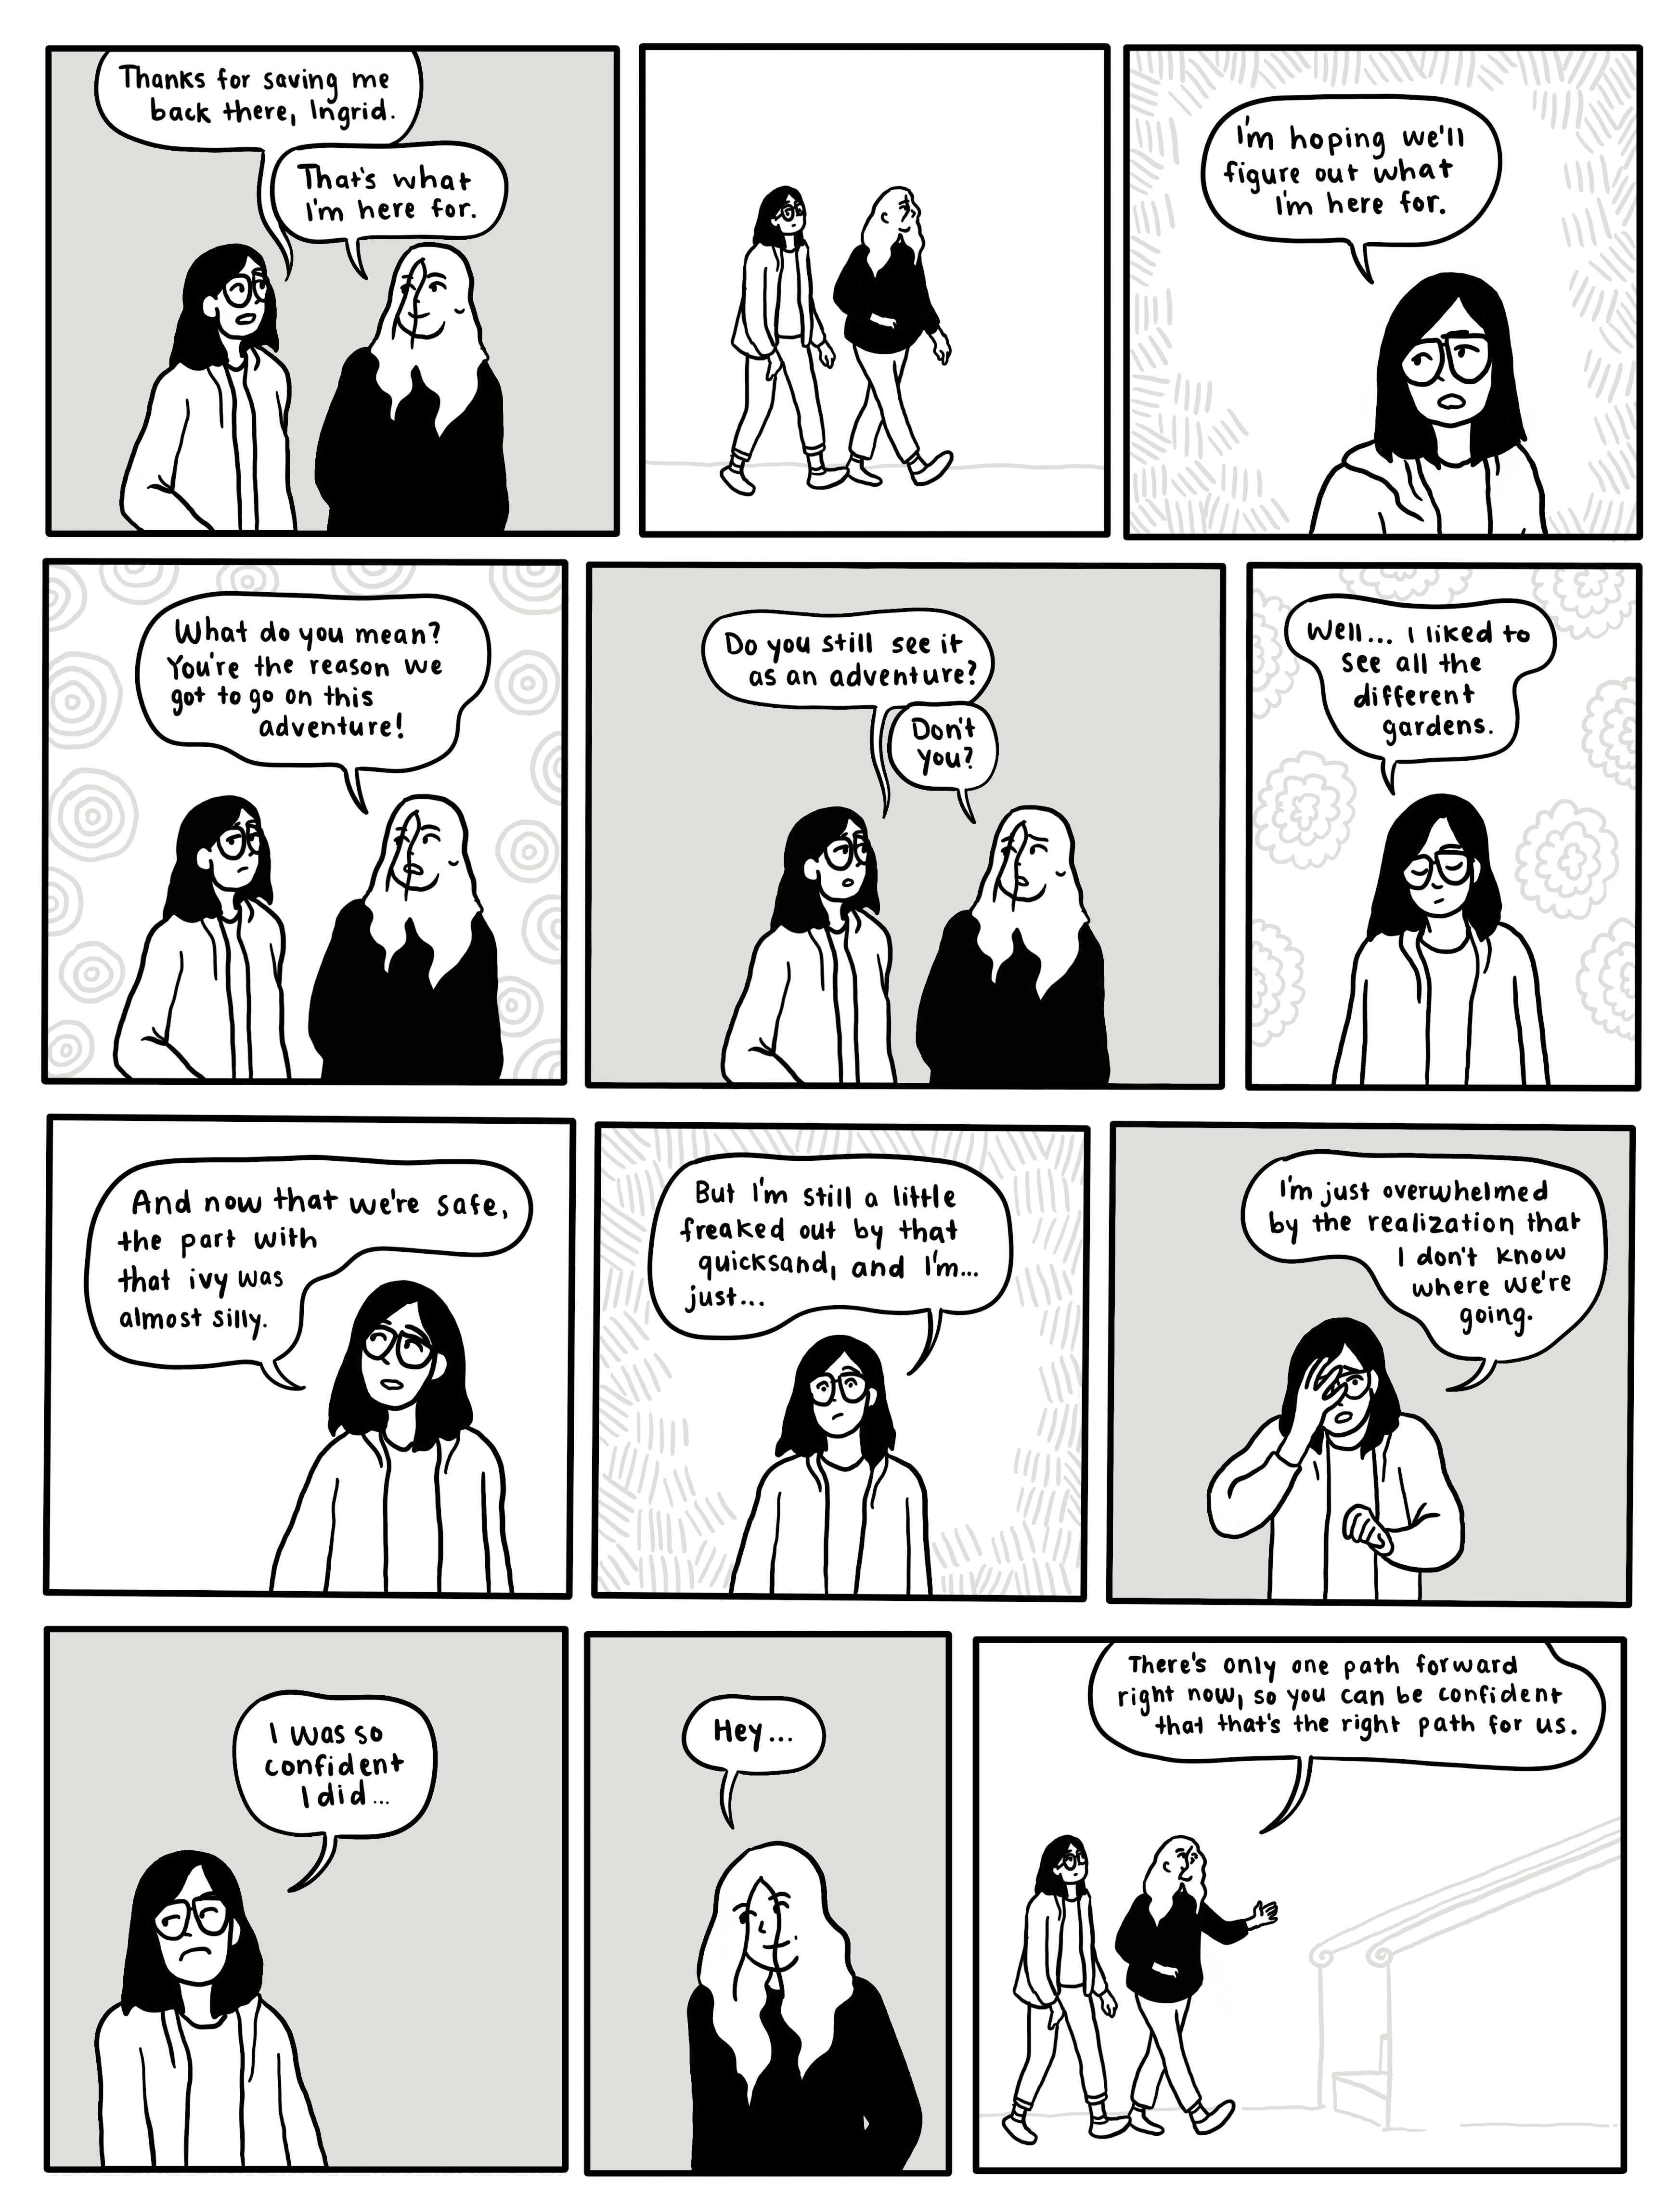 Thanks for saving me
back there, Ingrid.
That's what
I'm here for.
I'm hoping we'll
figure out what
I'm here for.
What do you mean?
You're the reason we
got to go on this
adventure!
Do you still see it
as an adventure?
Don't
you?
Well... I liked to
see all the
different
gardens.
And now that we're safe,
the part with
that ivy was
almost silly.
But I'm still a little
freaked out by that
quicksand, and I'm...
just...
I'm just overwhelmed
by the realization that
I don't know
where we're
going.
I was so
confident
I did...
Hey...
There's only one path forward
right now, so you can be confident
that that's the right path for us.